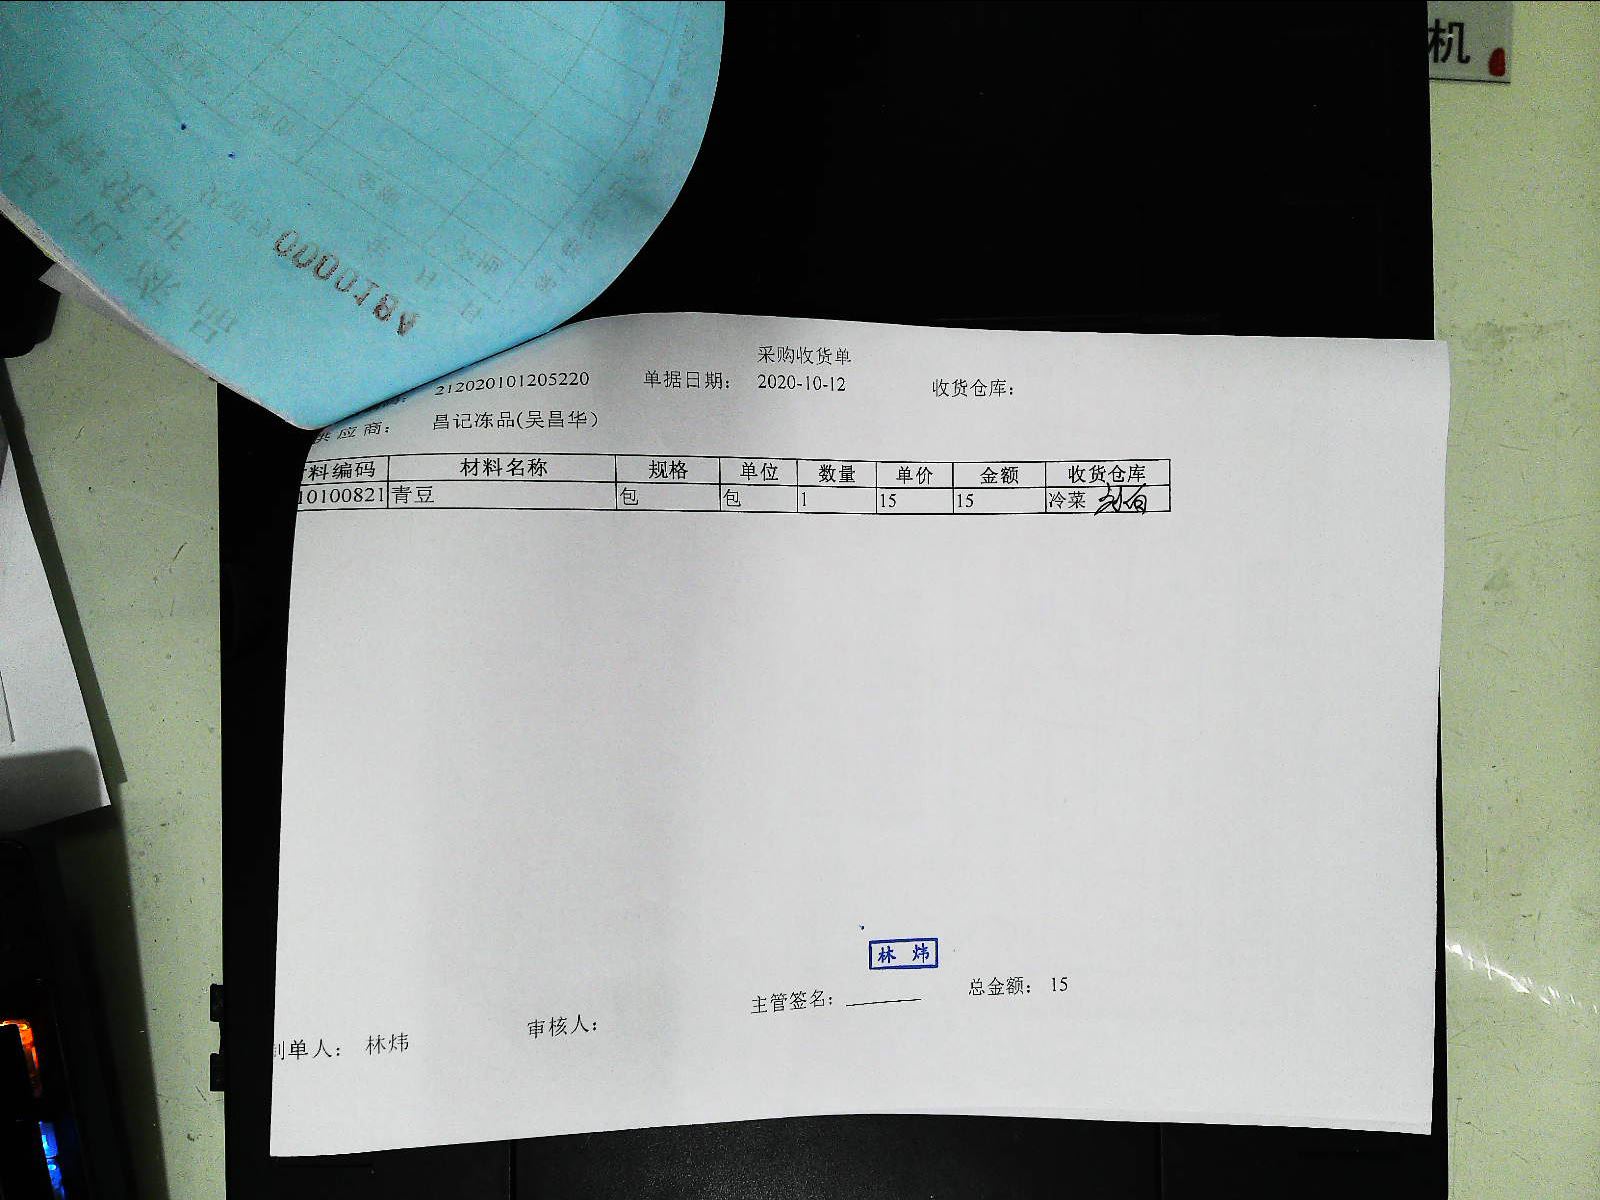 机
采购收货单
212020101205220 单据日期： 2020-10-12 收货仓库：
供应商： 昌记冻品(吴昌华)
料编码 材料名称 规格 单位 数量 单价 金额 收货仓库
10100821 青豆 包 包 1 15 15 冷菜
林炜
主管签名： 总金额： 15
制单人： 林炜 审核人：